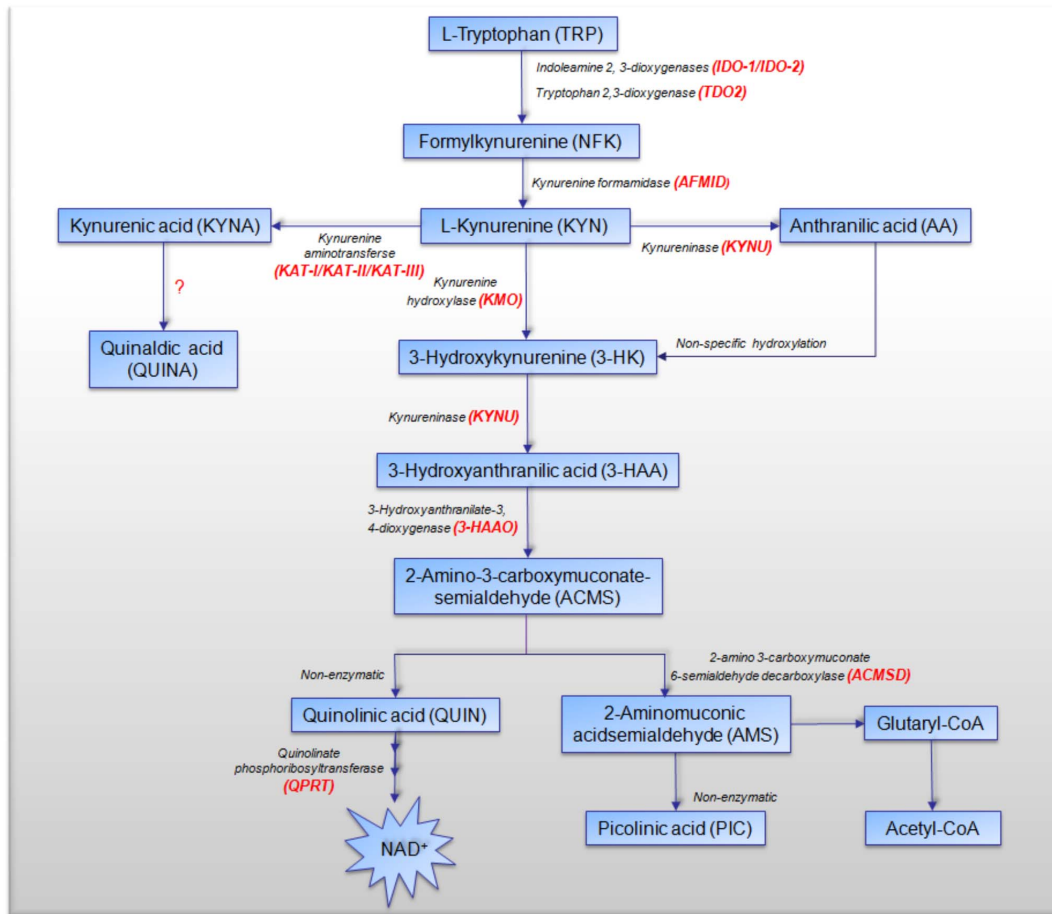 L-Tryptophan (TRP)
Indoleamine 2, 3-dioxygenases (IDO-1/IDO-2)
Tryptophan 2,3-dioxygenase (TDO2)
Formylkynurenine (NFK)
Kynurenine formamidase (AFMID)
Kynurenic acid (KYNA)
L-Kynurenine (KYN)
Anthranilic acid (AA)
Kynurenine
aminotransferse
(KAT-I/KAT-II/KAT-III)
Kynureninase (KYNU)
?
Kynurenine
hydroxylase (KMO)
Quinaldic acid
(QUINA)
3-Hydroxykynurenine (3-HK)
Non-specific hydroxylation
Kynureninase (KYNU)
3-Hydroxyanthranilic acid (3-HAA)
3-Hydroxyanthranilate-3,
4-dioxygenase (3-HAAO)
2-Amino-3-carboxymuconate-
semialdehyde (ACMS)
Non-enzymatic
2-amino 3-carboxymuconate
6-semialdehyde decarboxylase (ACMSD)
Quinolinic acid (QUIN)
2-Aminomuconic
acidsemialdehyde (AMS)
Glutaryl-CoA
Quinolinate
phosphoribosyltransferase
(QPRT)
Non-enzymatic
NAD+
Picolinic acid (PIC)
Acetyl-CoA